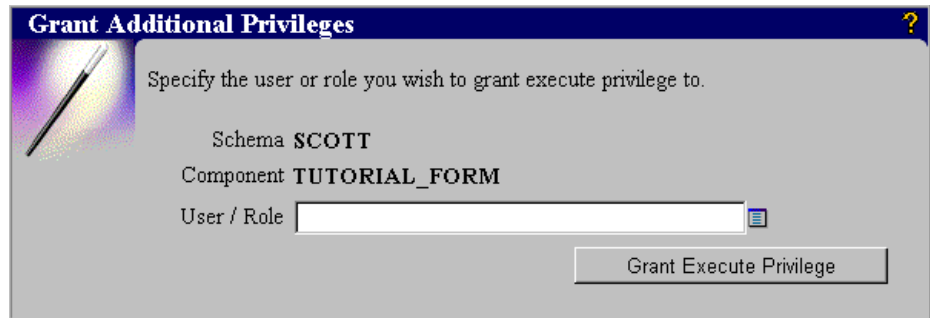 Grant Additional Privileges ?
Specify the user or role you wish to grant execute privilege to.
Schema SCOTT
Component TUTORIAL_FORM
User / Role
Grant Execute Privilege